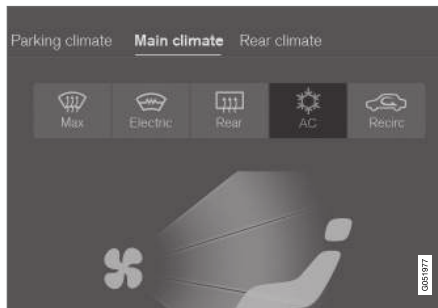 Parking climate Main climate Rear climate
Max Electric Rear AC Recirc
G051977